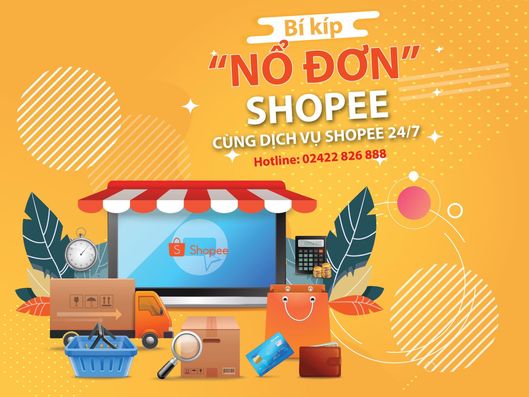 Bí kíp
“NỔ ĐƠN”
SHOPEE
CÙNG DỊCH VỤ SHOPEE 24/7
Hotline: 02422 826 888
S Shopee